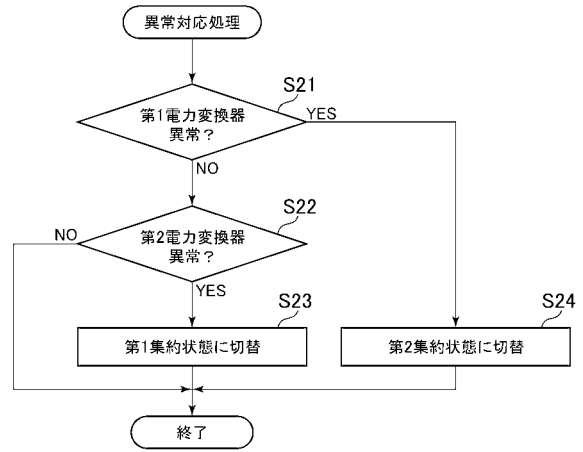 異常対応処理
S21
第1電力変換器
異常?
YES
NO
S22
第2電力変換器
異常?
NO
YES
S23
第1集約状態に切替
S24
第2集約状態に切替
終了